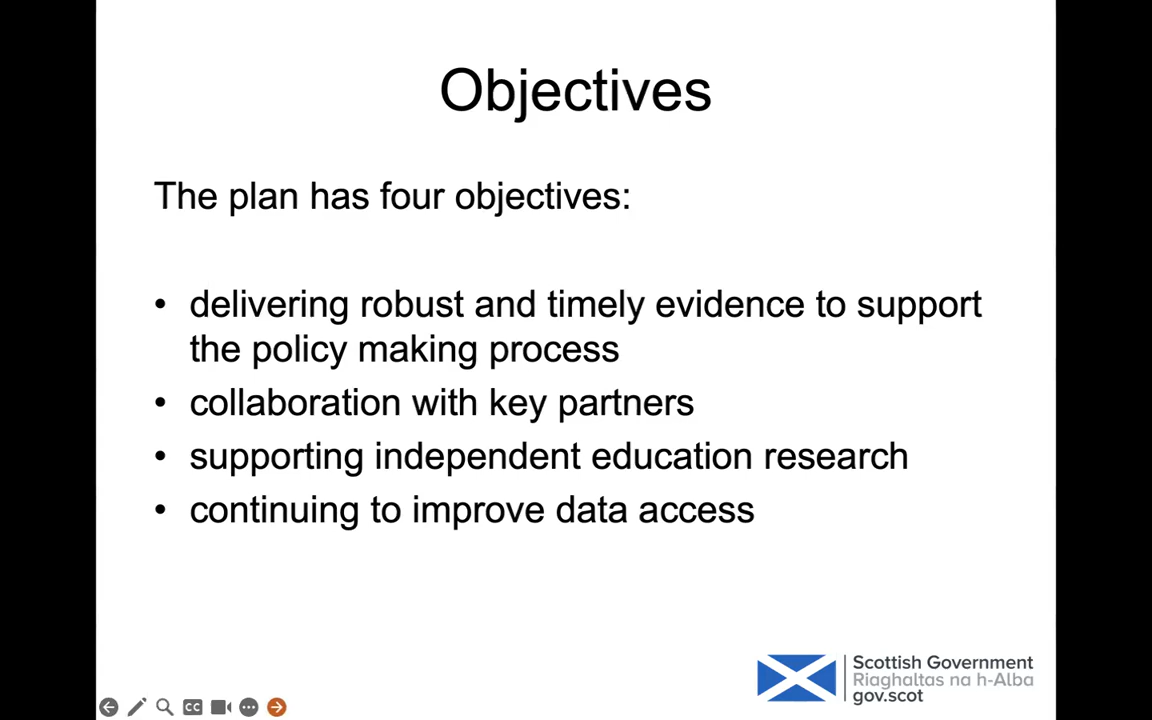 Objectives
The plan has four objectives:
• delivering robust and timely evidence to support
the policy making process
• collaboration with key partners
• supporting independent education research
• continuing to improve data access
Scottish Government
Riaghaltas na h-Alba
gov.scot
CC